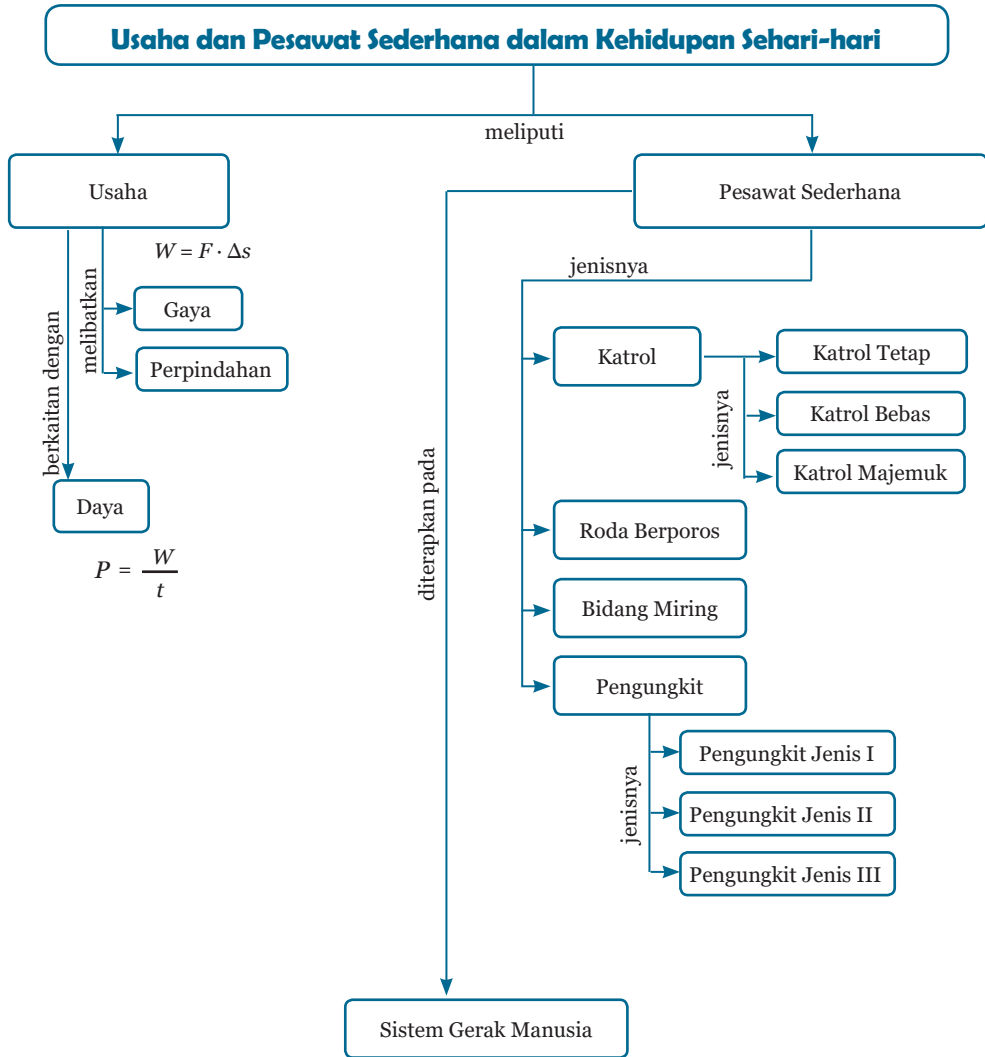 Usaha dan Pesawat Sederhana dalam Kehidupan Sehari-hari
meliputi
Usaha
W = F · Δs
melibatkan
Gaya
Perpindahan
berkaitan dengan
Daya
P = W / t
Pesawat Sederhana
jenisnya
Katrol
jenisnya
Katrol Tetap
Katrol Bebas
Katrol Majemuk
Roda Berporos
Bidang Miring
Pengungkit
jenisnya
Pengungkit Jenis I
Pengungkit Jenis II
Pengungkit Jenis III
diterapkan pada
Sistem Gerak Manusia